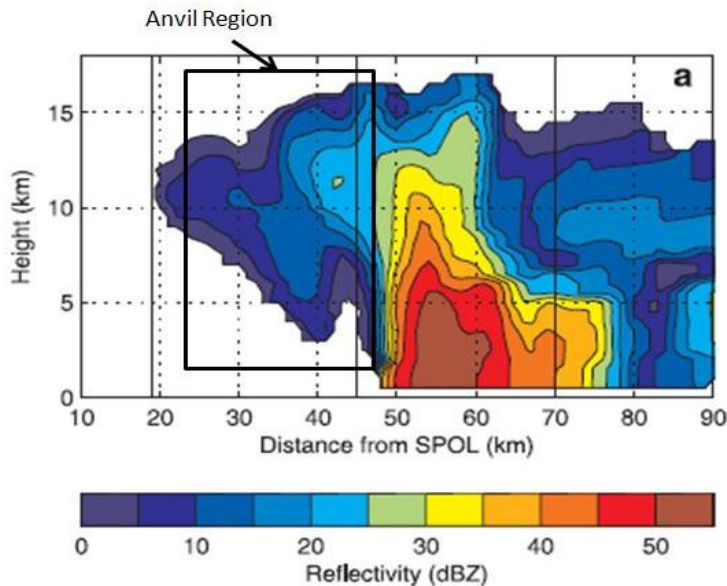 Anvil Region
a
15
10
5
0
Height (km)
10 20 30 40 50 60 70 80 90
Distance from SPOL (km)
0 10 20 30 40 50
Reflectivity (dBZ)